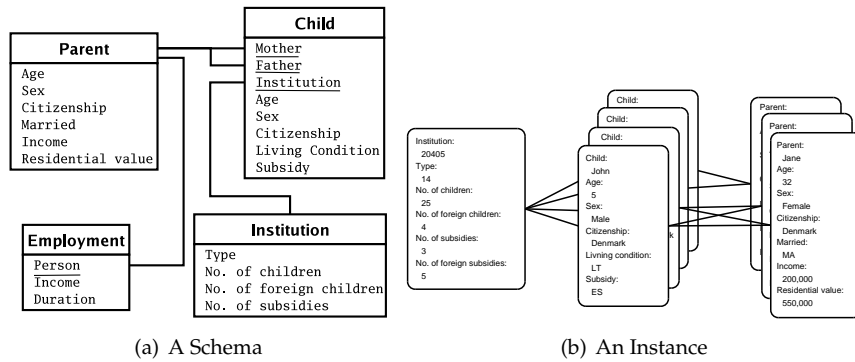 Parent
Age
Sex
Citizenship
Married
Income
Residential value
Child
Mother
Father
Institution
Age
Sex
Citizenship
Living Condition
Subsidy
Employment
Person
Income
Duration
Institution
Type
No. of children
No. of foreign children
No. of subsidies
(a) A Schema
Institution:
20405
Type:
14
No. of children:
25
No. of foreign children:
4
No. of subsidies:
3
No. of foreign subsidies:
5
Child:
Child:
Child:
Child:
John
Age:
5
Sex:
Male
Citizenship:
Denmark
Livning condition:
LT
Subsidy:
ES
Parent:
Parent:
Parent:
Jane
Age:
32
Sex:
Female
Citizenship:
Denmark
Married:
MA
Income:
200,000
Residential value:
550,000
(b) An Instance